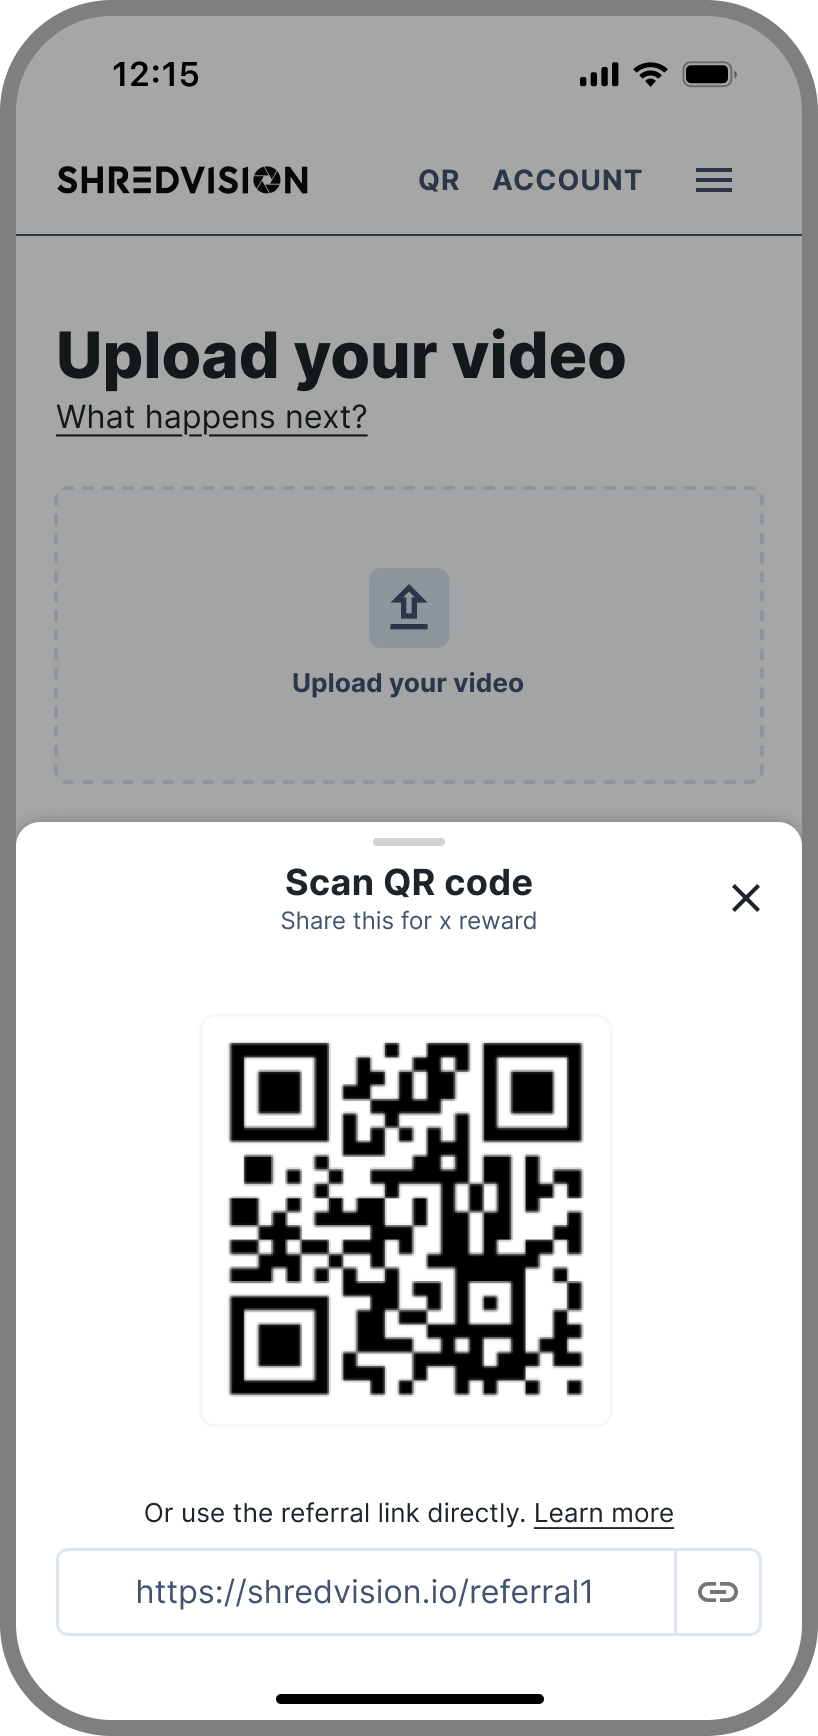 12:15
SHREDVISION
QR ACCOUNT
Upload your video
What happens next?
Upload your video
Scan QR code
Share this for x reward
Or use the referral link directly. Learn more
https://shredvision.io/referral1